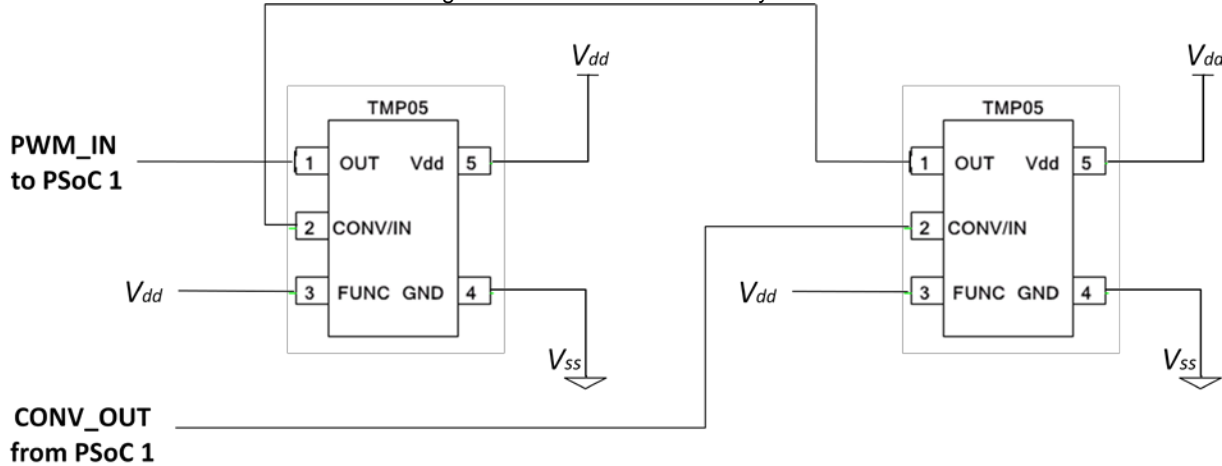 Vdd
Vdd
TMP05
TMP05
PWM_IN
to PSoC 1
1 OUT Vdd 5
1 OUT Vdd 5
2 CONV/IN
2 CONV/IN
Vdd
3 FUNC GND 4
Vdd
3 FUNC GND 4
Vss
Vss
CONV_OUT
from PSoC 1